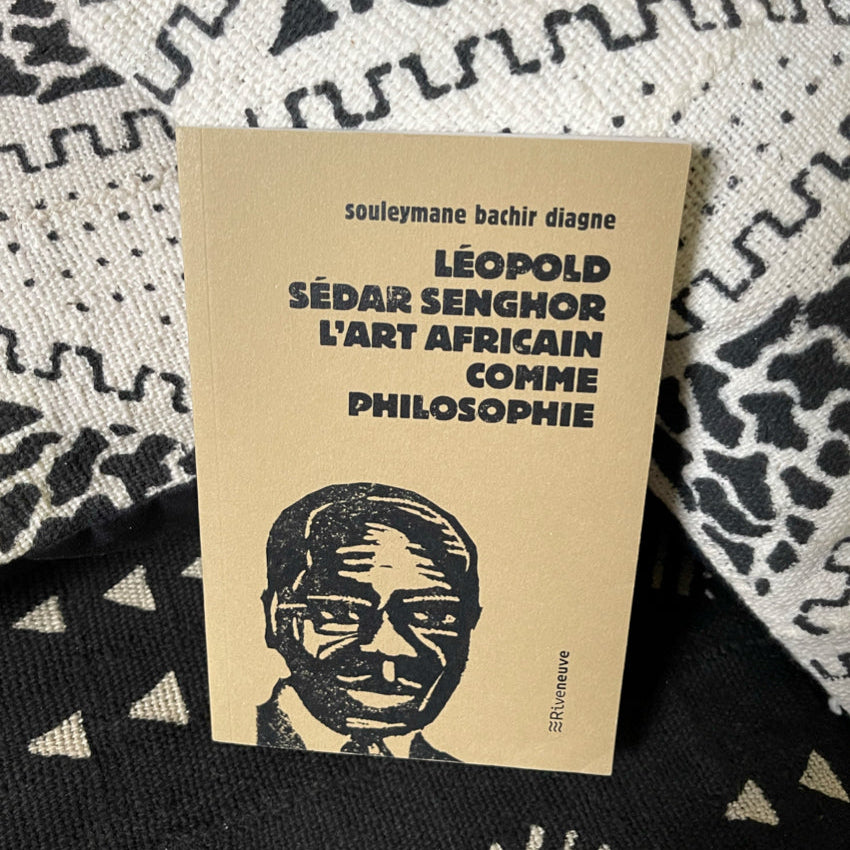 souleymane bachir diagne
LÉOPOLD
SÉDAR SENGHOR
L'ART AFRICAIN
COMME
PHILOSOPHIE
Riveneuve